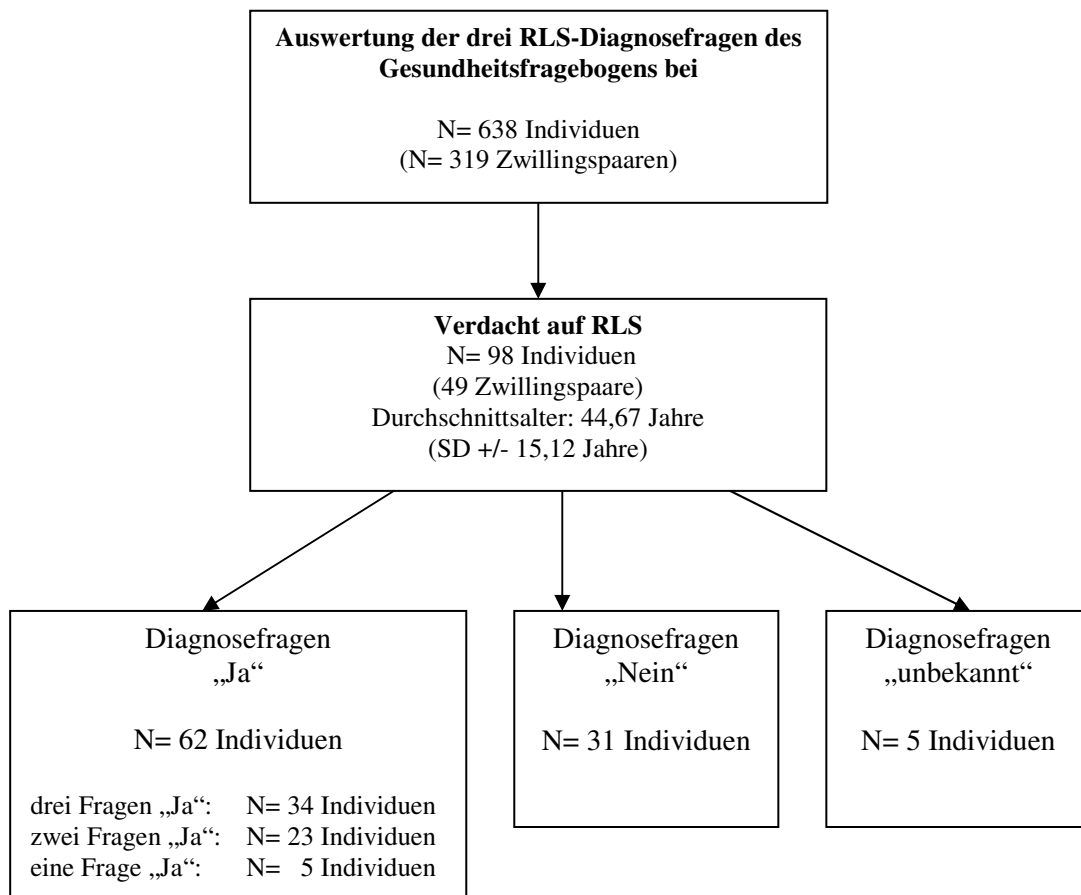 Auswertung der drei RLS-Diagnosefragen des
Gesundheitsfragebogens bei
N= 638 Individuen
(N= 319 Zwillingspaaren)
Verdacht auf RLS
N= 98 Individuen
(49 Zwillingspaare)
Durchschnittsalter: 44,67 Jahre
(SD +/- 15,12 Jahre)
Diagnosefragen
„Ja“
N= 62 Individuen
drei Fragen „Ja“: N= 34 Individuen
zwei Fragen „Ja“: N= 23 Individuen
eine Frage „Ja“: N= 5 Individuen
Diagnosefragen
„Nein“
N= 31 Individuen
Diagnosefragen
„unbekannt“
N= 5 Individuen